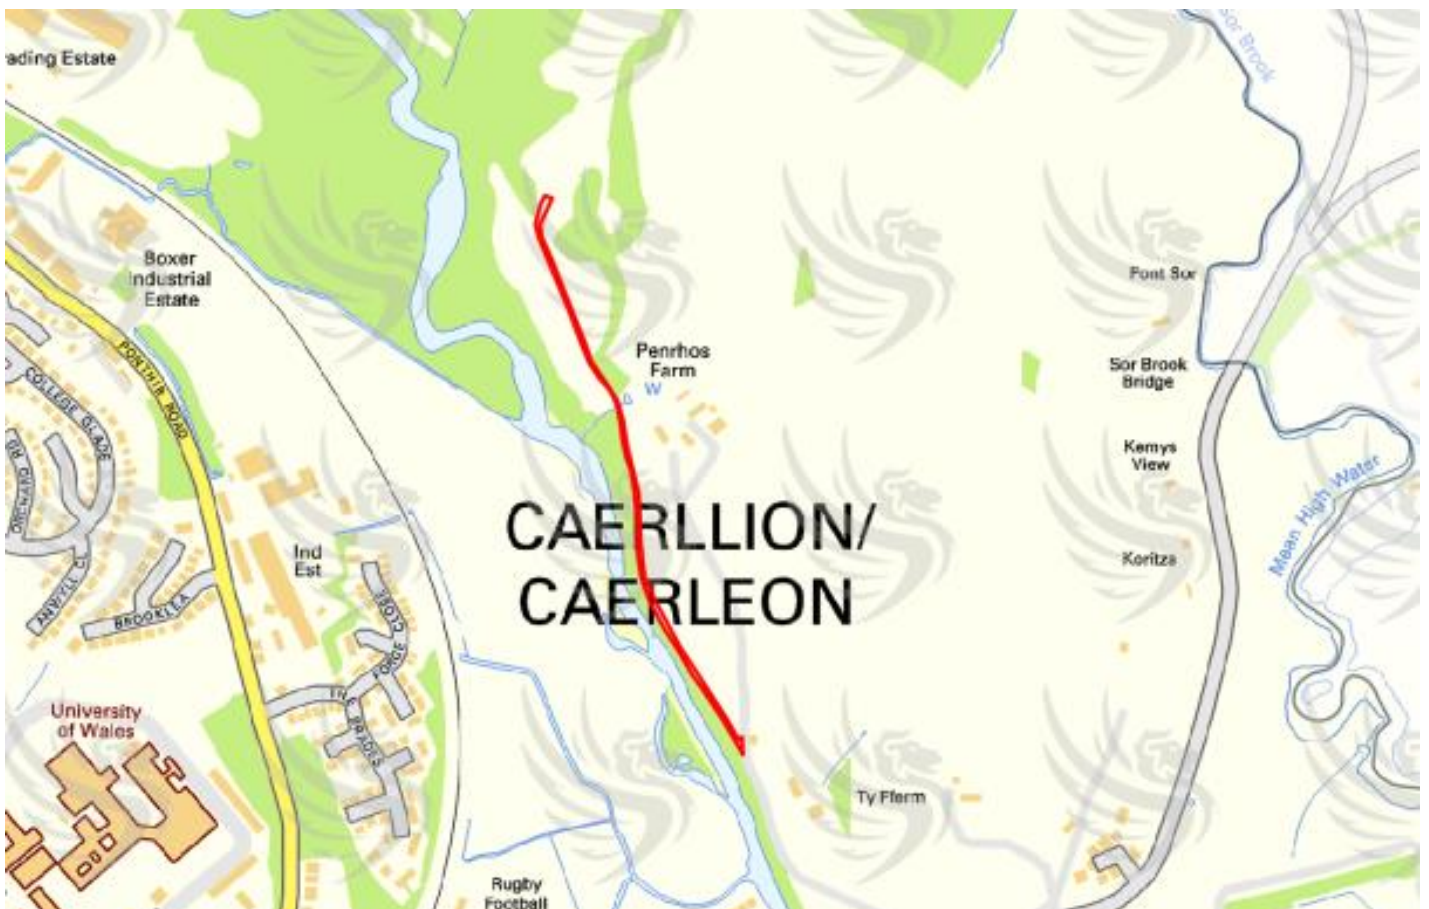 ading Estate
Sor Brook
Boxer
Industrial
Estate
Pont Sor
PONTHIR ROAD
Penrhos
Farm
W
Sor Brook
Bridge
COLLEGE GLADE
Kemys
View
Mean High Water
ORCHARD RD
CAERLLION/
CAERLEON
Ind
Est
Koritza
ANWYLL CL
BROOKLEA
FORGE CLOSE
THE BRADES
University
of Wales
Ty Fferm
Rugby
Football